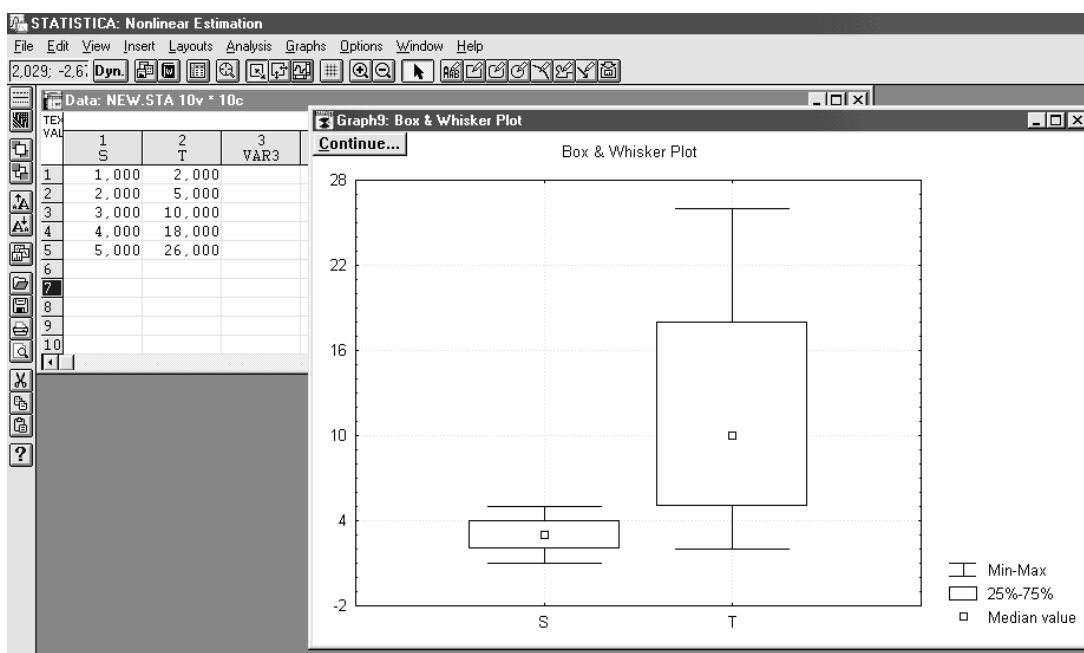 STATISTICA: Nonlinear Estimation
File Edit View Insert Layouts Analysis Graphs Options Window Help
2,029; -2,6 Dyn.
Data: NEW.STA 10v * 10c
TEX
VAL
1 2 3
S T VAR3
1 1,000 2,000
2 2,000 5,000
3 3,000 10,000
4 4,000 18,000
5 5,000 26,000
6
7
8
9
10
Graph9: Box & Whisker Plot
Continue...
Box & Whisker Plot
28
22
16
10
4
-2
S T
Min-Max
25%-75%
Median value